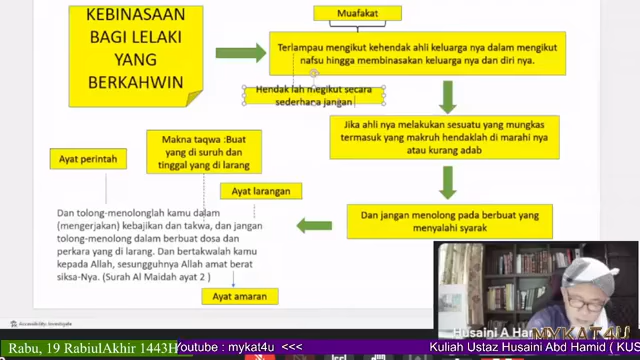 KEBINASAAN
BAGI LELAKI
YANG
BERKAHWIN
Muafakat
Terlampau mengikut kehendak ahli keluarga nya dalam mengikut
nafsu hingga membinasakan keluarga nya dan diri nya.
Hendak lah megikut secara
sederhana jangan
Jika ahli nya melakukan sesuatu yang mungkas
termasuk yang makruh hendaklah di marahi nya
atau kurang adab
Dan jangan menolong pada berbuat yang
menyalahi syarak
Makna taqwa :Buat
yang di suruh dan
tinggal yang di larang
Ayat perintah
Ayat larangan
Dan tolong-menolonglah kamu dalam
(mengerjakan) kebajikan dan takwa, dan jangan
tolong-menolong dalam berbuat dosa dan
perkara yang di larang. Dan bertakwalah kamu
kepada Allah, sesungguhnya Allah amat berat
siksa-Nya. (Surah Al Maidah ayat 2 )
Ayat amaran
Accessibility: Investigate
Husaini A Ham
MYKAT4U
Rabu, 19 RabiulAkhir 1443H
Youtube : mykat4u <<<
Kuliah Ustaz Husaini Abd Hamid ( KUS